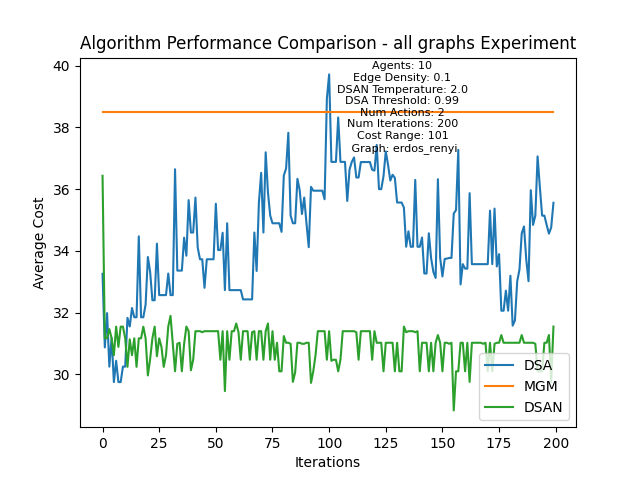 Algorithm Performance Comparison - all graphs Experiment
Agents: 10
Edge Density: 0.1
DSAN Temperature: 2.0
DSA Threshold: 0.99
Num Actions: 2
Num Iterations: 200
Cost Range: 101
Graph: erdos_renyi
40
38
36
34
32
30
Average Cost
0 25 50 75 100 125 150 175 200
Iterations
DSA
MGM
DSAN